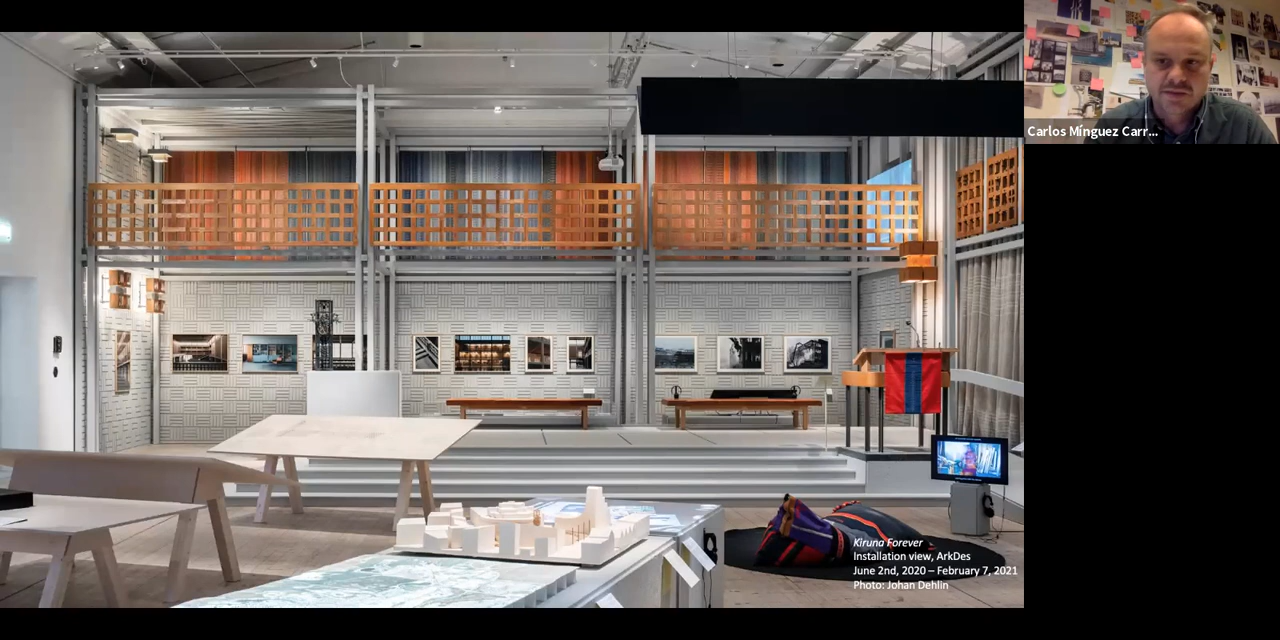 Carlos Mínguez Carr...
Kiruna Forever
Installation view, ArkDes
June 2nd, 2020 – February 7, 2021
Photo: Johan Dehlin